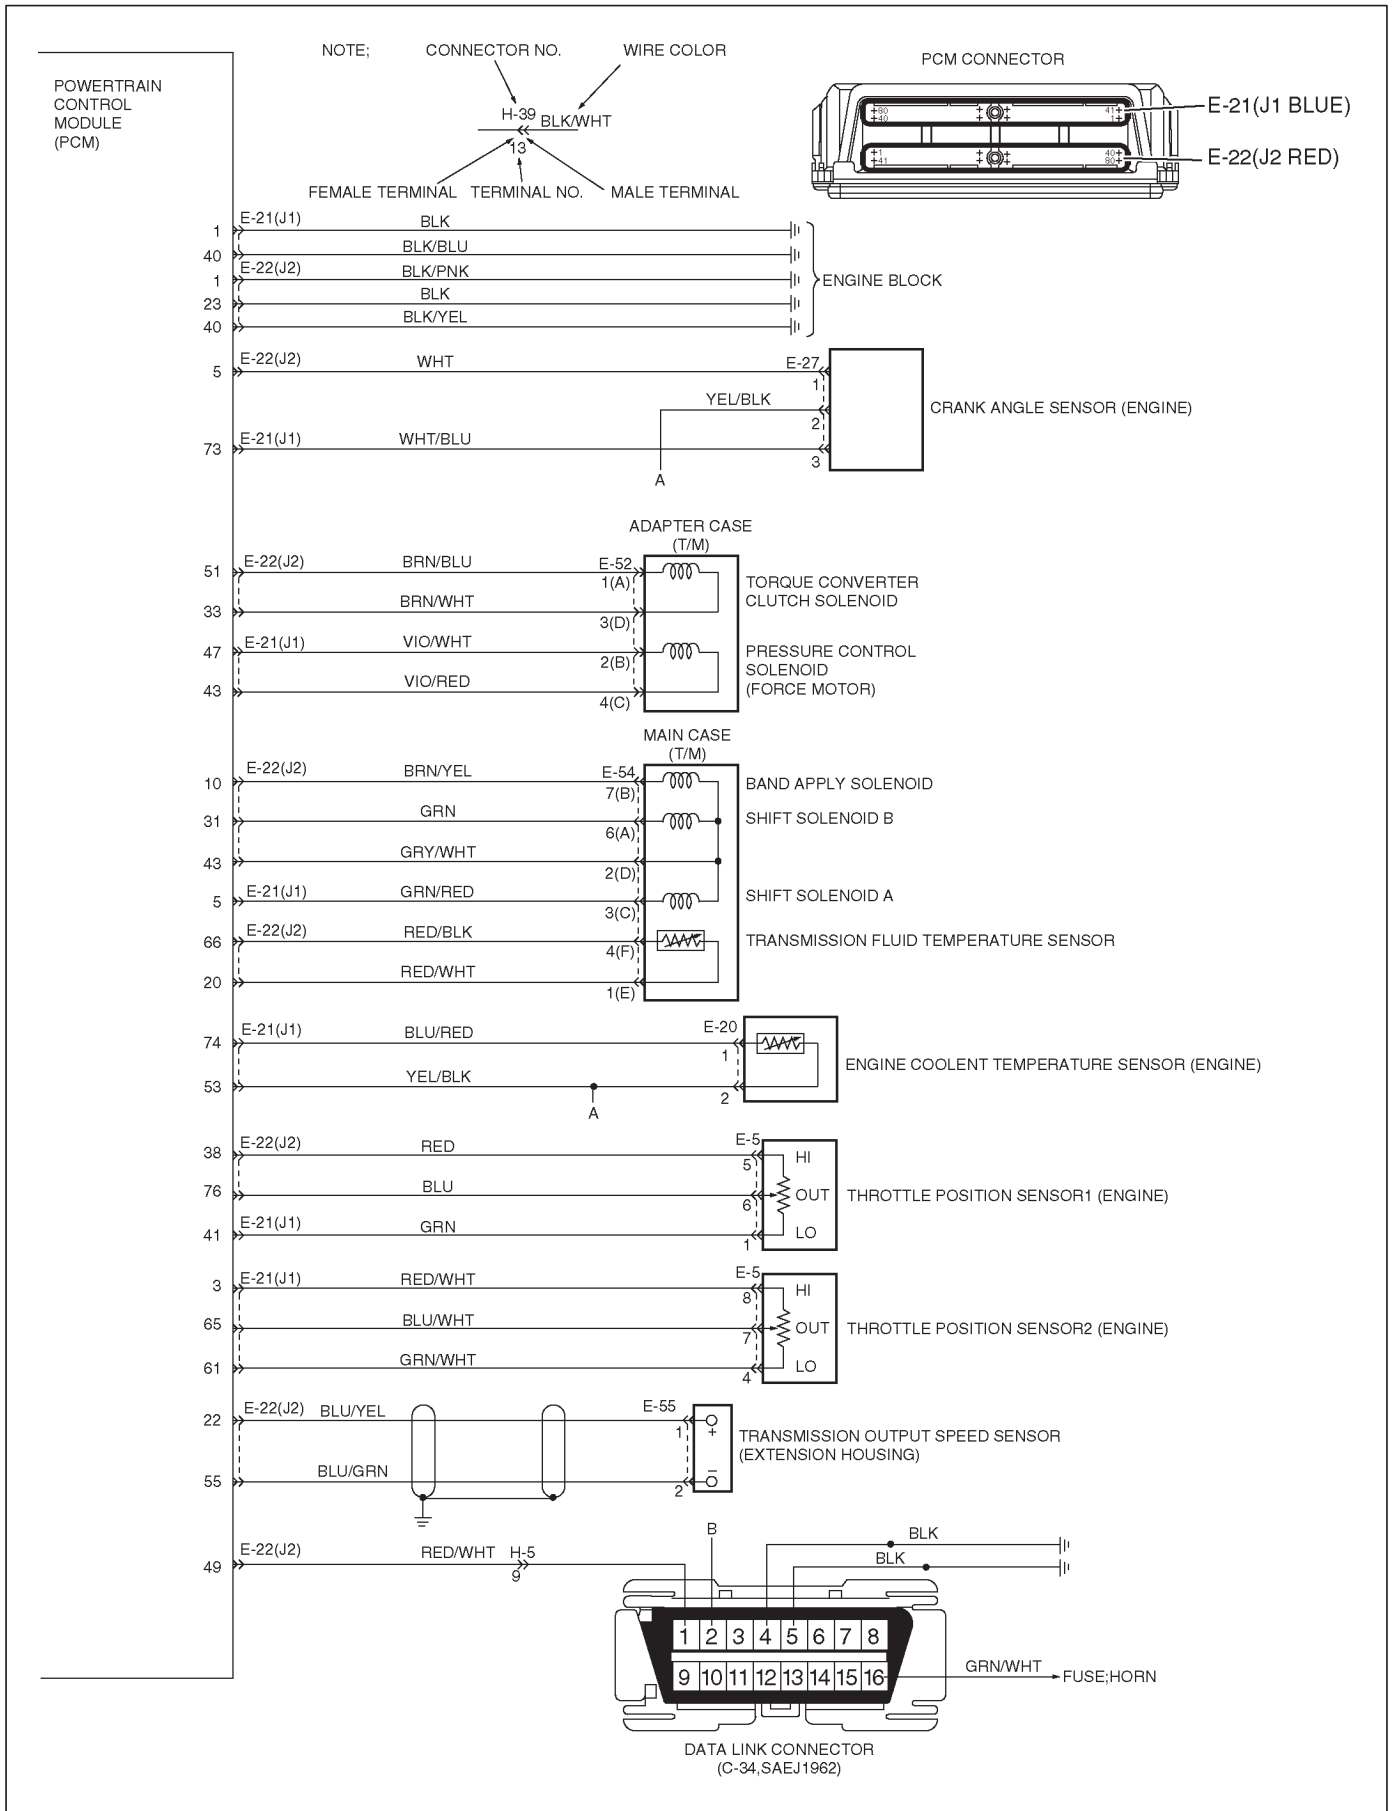 NOTE; CONNECTOR NO. WIRE COLOR
H-39 BLK/WHT
13
FEMALE TERMINAL TERMINAL NO. MALE TERMINAL
PCM CONNECTOR
80 41
40 1
1 40
41 80
E-21(J1 BLUE)
E-22(J2 RED)
POWERTRAIN
CONTROL
MODULE
(PCM)
1 E-21(J1) BLK
40 BLK/BLU
1 E-22(J2) BLK/PNK
23 BLK
40 BLK/YEL
ENGINE BLOCK
5 E-22(J2) WHT E-27 1
YEL/BLK 2
73 E-21(J1) WHT/BLU 3
A
CRANK ANGLE SENSOR (ENGINE)
ADAPTER CASE
(T/M)
51 E-22(J2) BRN/BLU E-52 1(A)
33 BRN/WHT 3(D)
TORQUE CONVERTER
CLUTCH SOLENOID
47 E-21(J1) VIO/WHT 2(B)
43 VIO/RED 4(C)
PRESSURE CONTROL
SOLENOID
(FORCE MOTOR)
MAIN CASE
(T/M)
10 E-22(J2) BRN/YEL E-54 7(B) BAND APPLY SOLENOID
31 GRN 6(A) SHIFT SOLENOID B
43 GRY/WHT 2(D)
5 E-21(J1) GRN/RED 3(C) SHIFT SOLENOID A
66 E-22(J2) RED/BLK 4(F) TRANSMISSION FLUID TEMPERATURE SENSOR
20 RED/WHT 1(E)
74 E-21(J1) BLU/RED E-20 1
53 YEL/BLK 2
A
ENGINE COOLENT TEMPERATURE SENSOR (ENGINE)
38 E-22(J2) RED E-5 5 HI
76 BLU 6 OUT THROTTLE POSITION SENSOR1 (ENGINE)
41 E-21(J1) GRN 1 LO
3 E-21(J1) RED/WHT E-5 8 HI
65 BLU/WHT 7 OUT THROTTLE POSITION SENSOR2 (ENGINE)
61 GRN/WHT 4 LO
22 E-22(J2) BLU/YEL E-55 1 +
55 BLU/GRN 2 −
TRANSMISSION OUTPUT SPEED SENSOR
(EXTENSION HOUSING)
49 E-22(J2) RED/WHT H-5 9
B
BLK
BLK
1 2 3 4 5 6 7 8
9 10 11 12 13 14 15 16
GRN/WHT FUSE;HORN
DATA LINK CONNECTOR
(C-34,SAEJ1962)